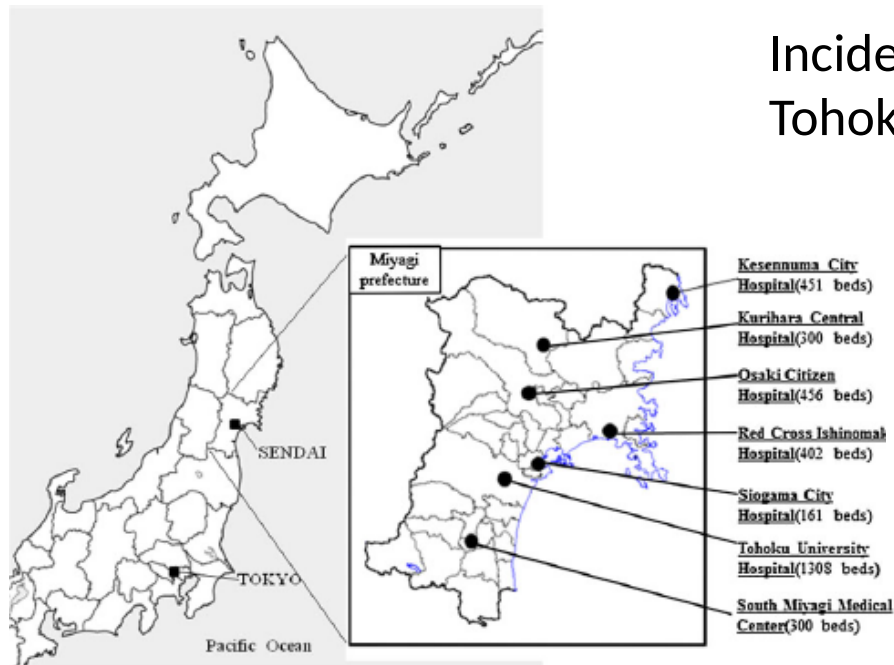 Incide
Tohok
Miyagi
prefecture
Kesennuma City
Hospital(451 beds)
Kurihara Central
Hospital(300 beds)
Osaki Citizen
Hospital(456 beds)
Red Cross Ishinomak
Hospital(402 beds)
Siogama City
Hospital(161 beds)
Tohoku University
Hospital(1308 beds)
South Miyagi Medical
Center(300 beds)
SENDAI
TOKYO
Pacific Ocean